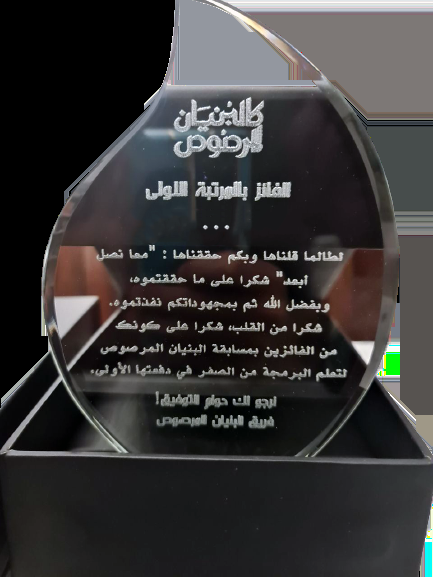 كالبنيان
المرصوص
الفائز بالمرتبة الاولى
...
لطالما قلناها وبكم حققناها : "معا نصل
ابعد" شكرا على ما حققتموه،
وبفضل الله ثم بمجهوداتكم نفذتموه.
شكرا من القلب، شكرا على كونك
من الفائزين بمسابقة البنيان المرصوص
لتعلم البرمجة من الصفر في دفعتها الأولى.
نرجو لك دوام التوفيق!
فريق البنيان المرصوص